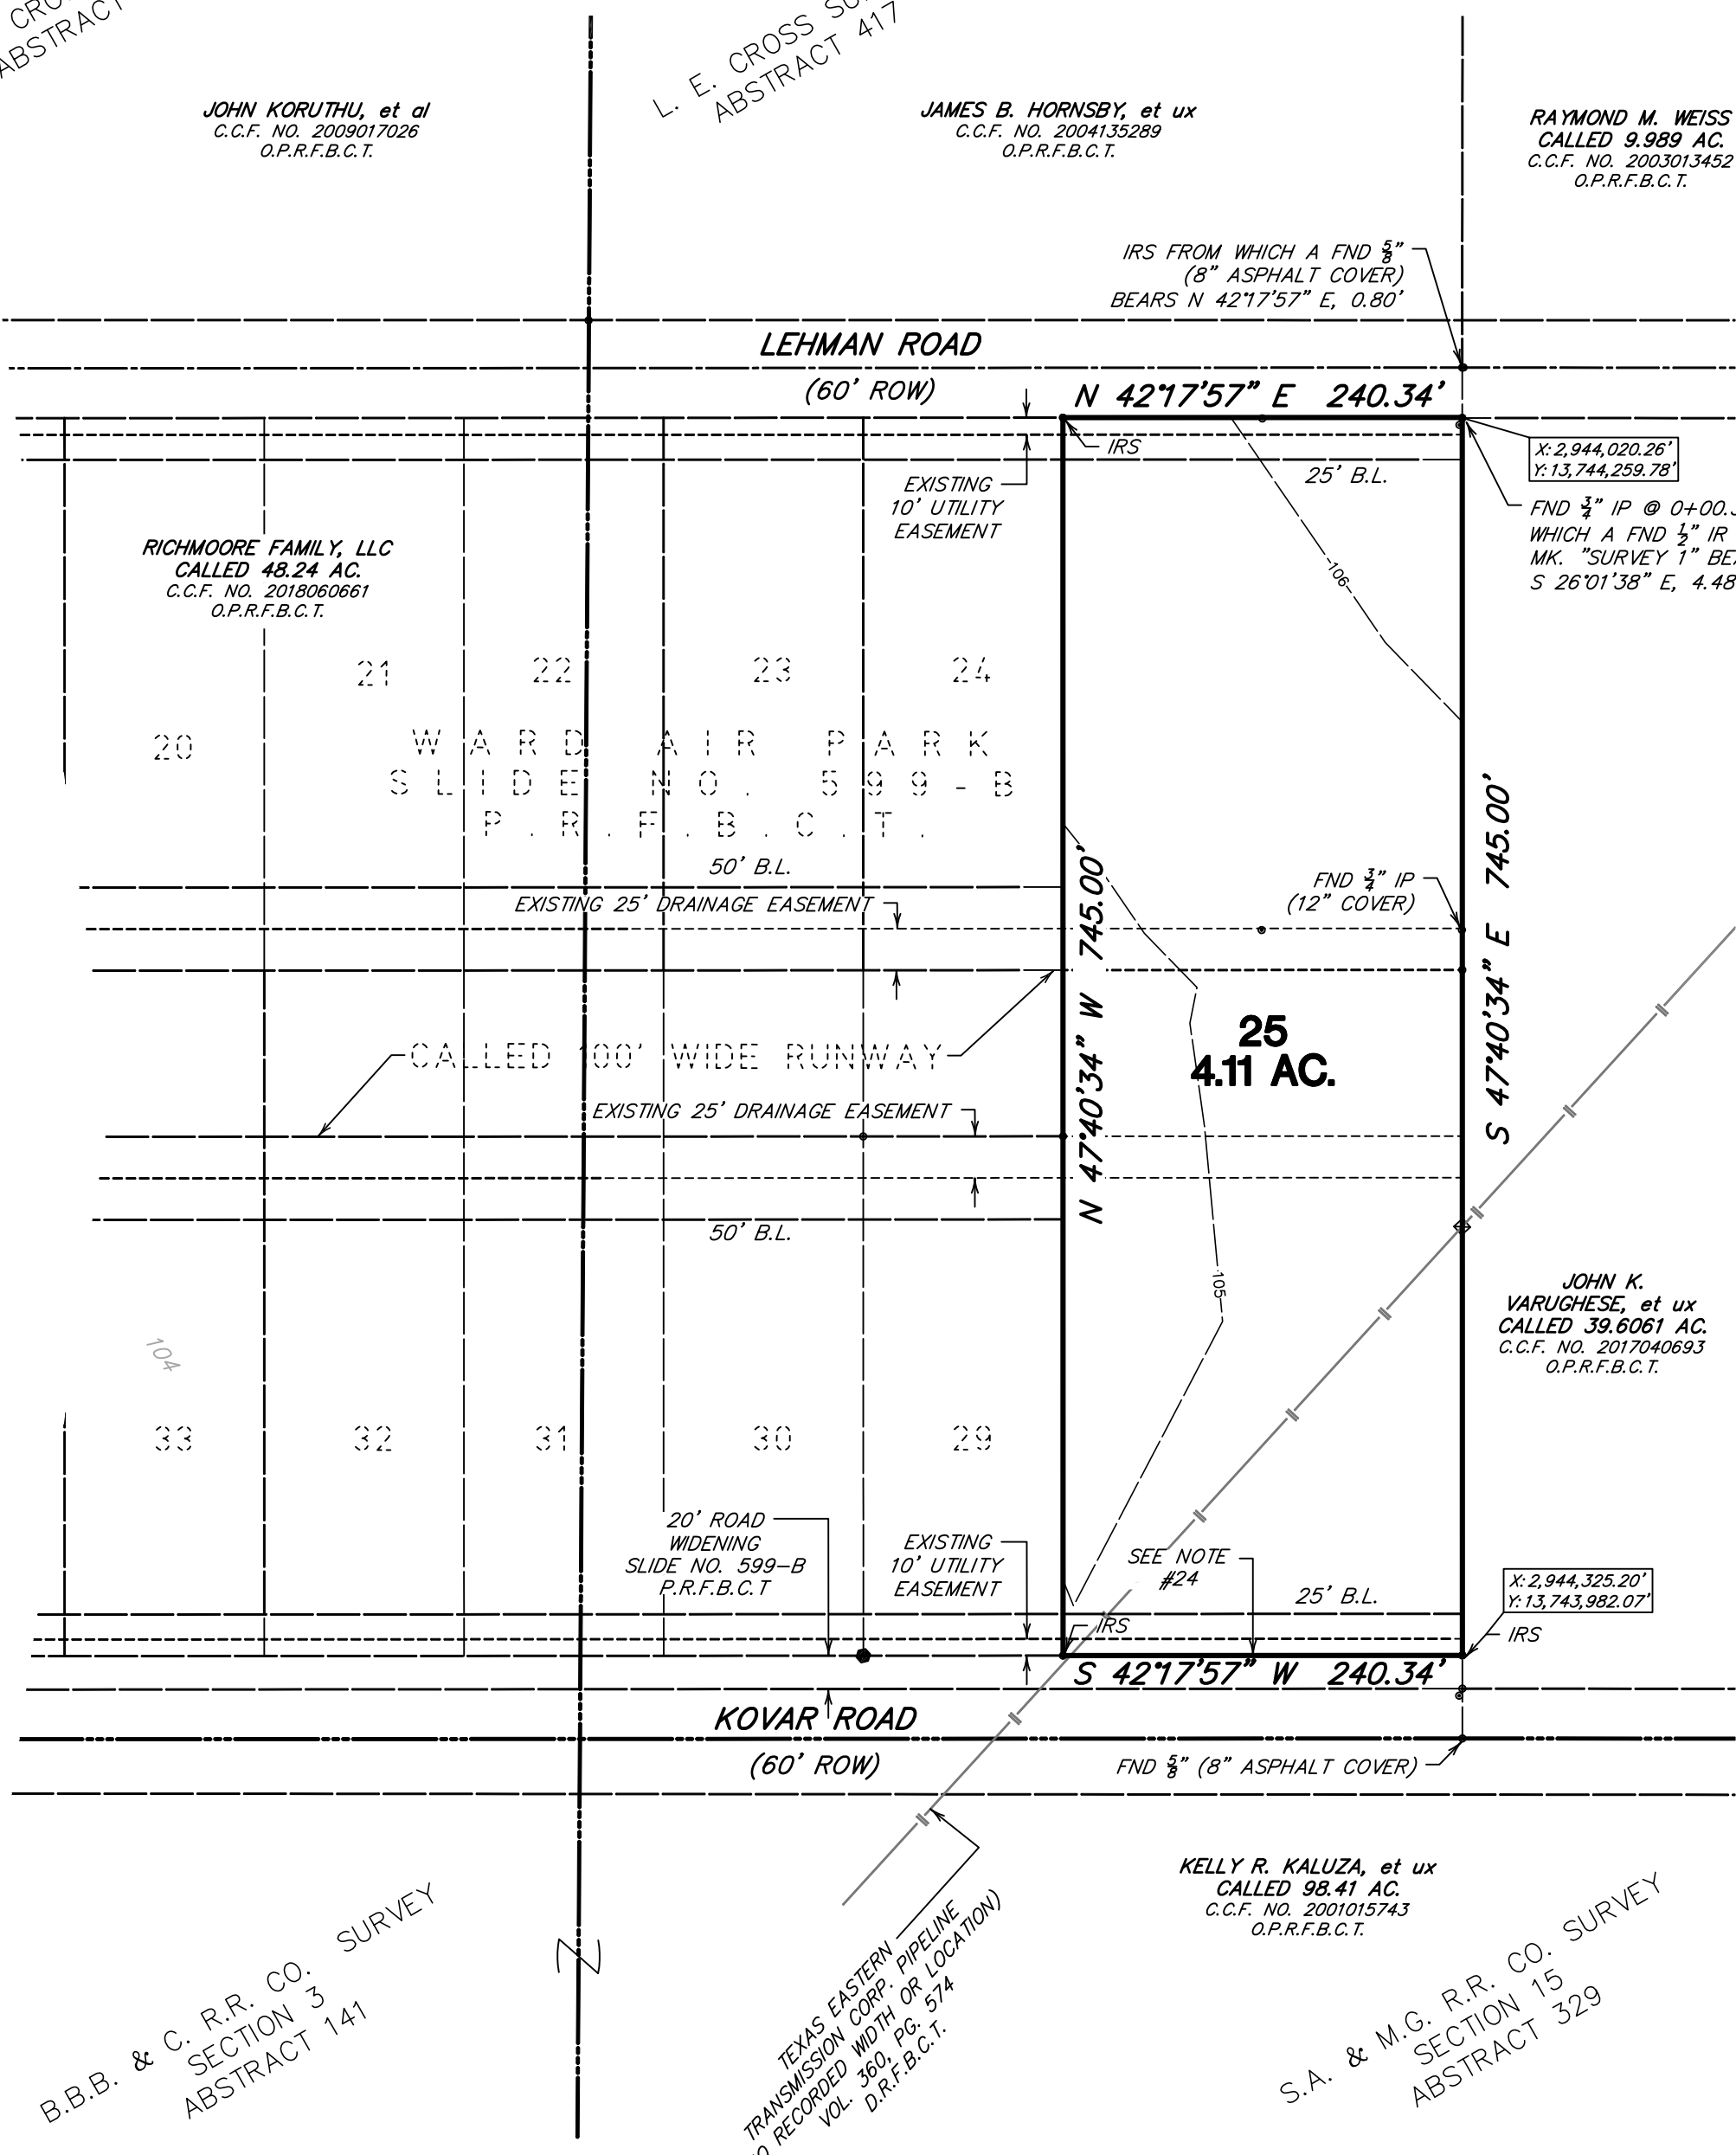 ABSTRACT
L. E. CROSS
ABSTRACT 417
JOHN KORUTHU, et al
C.C.F. NO. 2009017026
O.P.R.F.B.C.T.
JAMES B. HORNSBY, et ux
C.C.F. NO. 2004135289
O.P.R.F.B.C.T.
RAYMOND M. WEISS
CALLED 9.989 AC.
C.C.F. NO. 2003013452
O.P.R.F.B.C.T.
IRS FROM WHICH A FND 5/8"
(8" ASPHALT COVER)
BEARS N 42°17'57" E, 0.80'
LEHMAN ROAD
(60' ROW)
N 42°17'57" E 240.34'
IRS
25' B.L.
EXISTING
10' UTILITY
EASEMENT
X: 2,944,020.26'
Y: 13,744,259.78'
FND 3/4" IP @ 0+00.
WHICH A FND 1/2" IR
MK. "SURVEY 1"
S 26°01'38" E, 4.48
RICHMOORE FAMILY, LLC
CALLED 48.24 AC.
C.C.F. NO. 2018060661
O.P.R.F.B.C.T.
106
20
21
22
23
24
WARD AIR PARK
SLIDE NO. 599-B
P.R.F.B.C.T.
50' B.L.
EXISTING 25' DRAINAGE EASEMENT
FND 3/4" IP
(12" COVER)
N 47°40'34" W 745.00'
S 47°40'34" E 745.00'
25
4.11 AC.
CALLED 100' WIDE RUNWAY
EXISTING 25' DRAINAGE EASEMENT
50' B.L.
105
JOHN K.
VARUGHESE, et ux
CALLED 39.6061 AC.
C.C.F. NO. 2017040693
O.P.R.F.B.C.T.
104
33
32
31
30
29
20' ROAD
WIDENING
SLIDE NO. 599-B
P.R.F.B.C.T
EXISTING
10' UTILITY
EASEMENT
SEE NOTE
#24
25' B.L.
X: 2,944,325.20'
Y: 13,743,982.07'
IRS
IRS
S 42°17'57" W 240.34'
KOVAR ROAD
(60' ROW)
FND 5/8" (8" ASPHALT COVER)
KELLY R. KALUZA, et ux
CALLED 98.41 AC.
C.C.F. NO. 2001015743
O.P.R.F.B.C.T.
TEXAS EASTERN
TRANSMISSION CORP. PIPELINE
RECORDED WIDTH OR LOCATION)
VOL. 360, PG. 574
D.R.F.B.C.T.
B.B.B. & C. R.R. CO. SURVEY
SECTION 3
ABSTRACT 141
S.A. & M.G. R.R. CO. SURVEY
SECTION 15
ABSTRACT 329